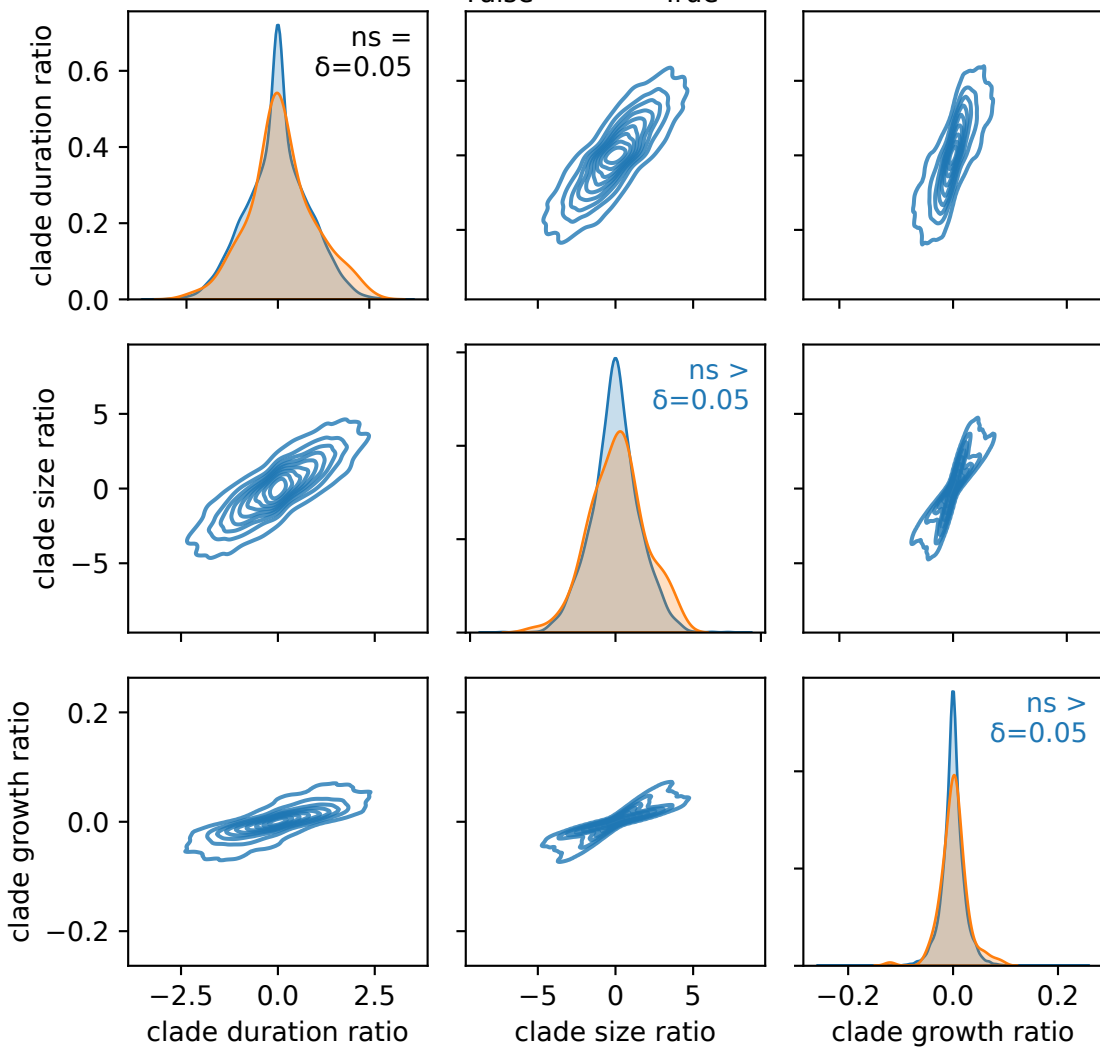 True
clade duration ratio
0.6
0.4
0.2
0.0
ns =
δ=0.05
clade size ratio
5
0
−5
ns >
δ=0.05
clade growth ratio
0.2
0.0
−0.2
ns >
δ=0.05
−2.5 0.0 2.5
−5 0 5
−0.2 0.0 0.2
clade duration ratio
clade size ratio
clade growth ratio